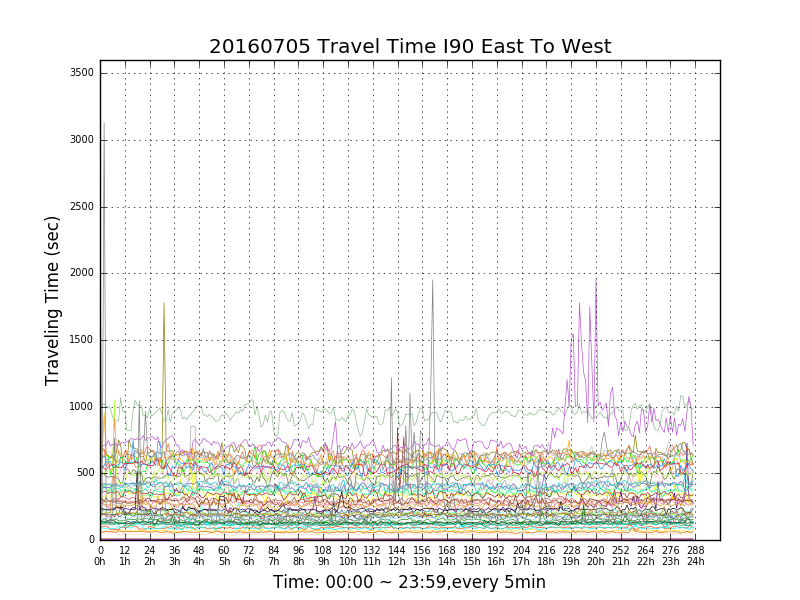 20160705 Travel Time I90 East To West
3500
3000
2500
2000
1500
1000
500
0
Traveling Time (sec)
0 12 24 36 48 60 72 84 96 108 120 132 144 156 168 180 192 204 216 228 240 252 264 276 288
0h 1h 2h 3h 4h 5h 6h 7h 8h 9h 10h 11h 12h 13h 14h 15h 16h 17h 18h 19h 20h 21h 22h 23h 24h
Time: 00:00 ~ 23:59,every 5min